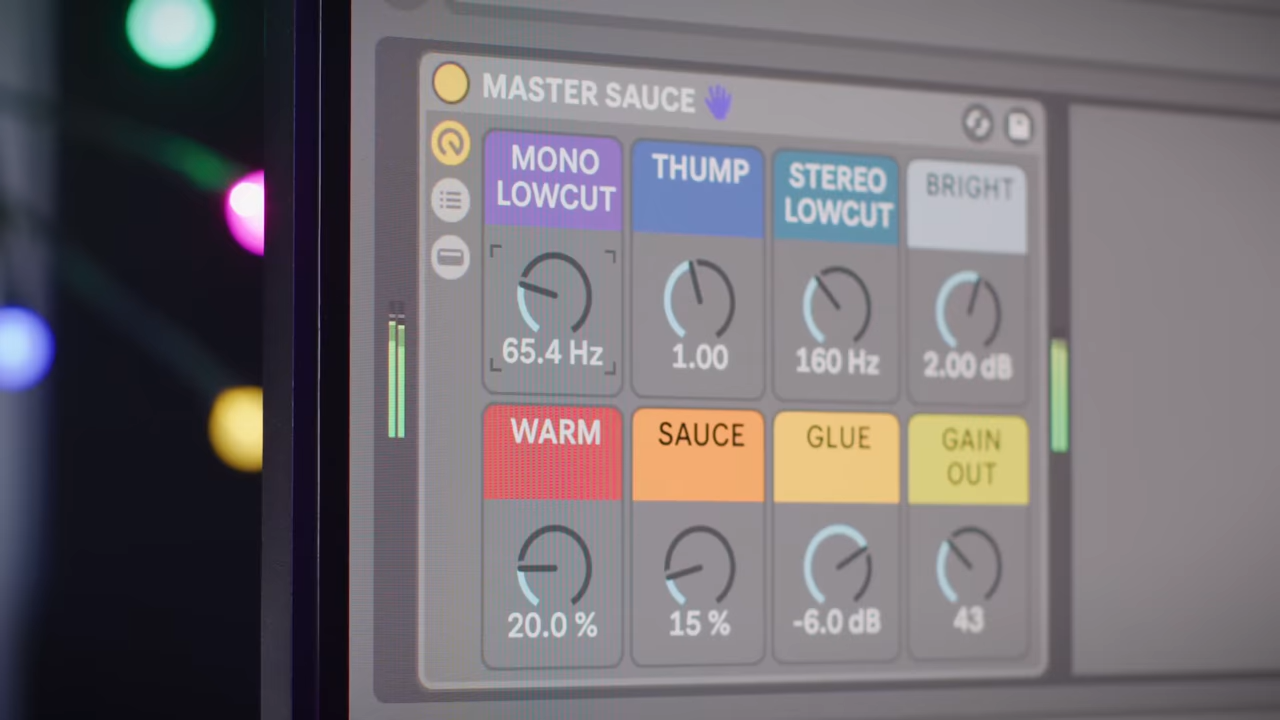 MASTER SAUCE
MONO
LOWCUT
THUMP
STEREO
LOWCUT
BRIGHT
65.4 Hz
1.00
160 Hz
2.00 dB
WARM
SAUCE
GLUE
GAIN
OUT
20.0 %
15 %
-6.0 dB
43